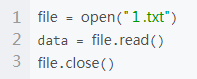 1 file = open("1.txt")
2 data = file.read()
3 file.close()